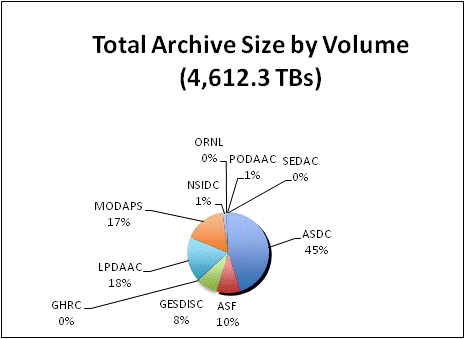 Total Archive Size by Volume
(4,612.3 TBs)
ORNL
0%
PODAAC
1%
SEDAC
0%
NSIDC
1%
MODAPS
17%
ASDC
45%
LPDAAC
18%
GHRC
0%
GESDISC
8%
ASF
10%